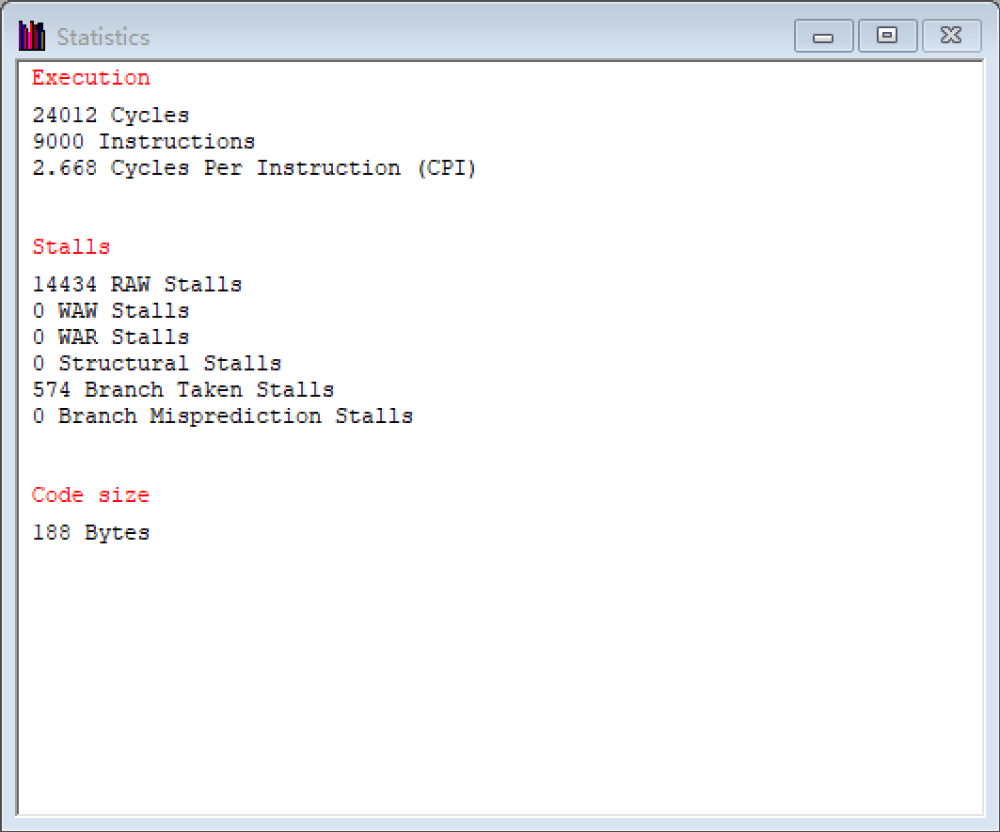 Statistics
Execution
24012 Cycles
9000 Instructions
2.668 Cycles Per Instruction (CPI)
Stalls
14434 RAW Stalls
0 WAW Stalls
0 WAR Stalls
0 Structural Stalls
574 Branch Taken Stalls
0 Branch Misprediction Stalls
Code size
188 Bytes